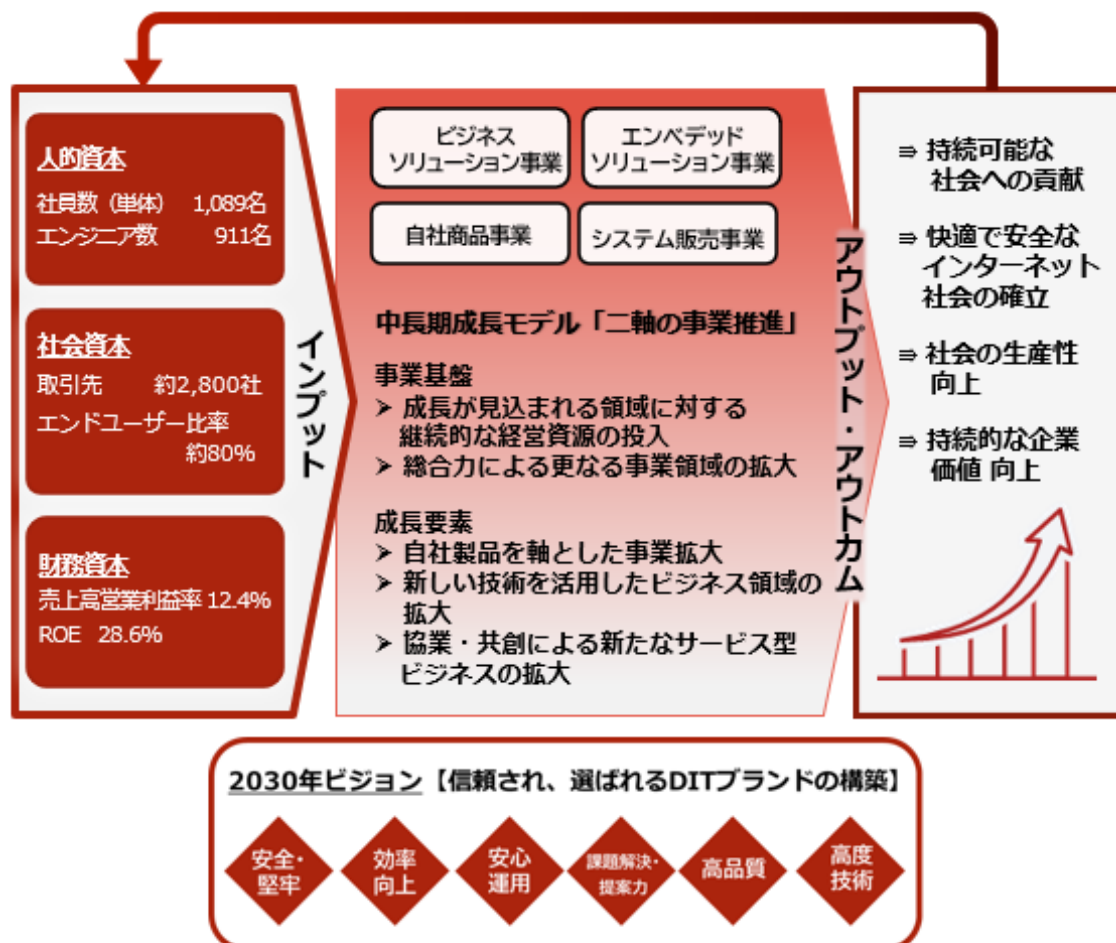 人的資本
社員数（単体） 1,089名
エンジニア数 911名
社会資本
取引先 約2,800社
エンドユーザー比率
約80%
財務資本
売上高営業利益率 12.4%
ROE 28.6%
インプット
ビジネス
ソリューション事業
エンベデッド
ソリューション事業
自社商品事業
システム販売事業
中長期成長モデル「二軸の事業推進」
事業基盤
➢ 成長が見込まれる領域に対する
継続的な経営資源の投入
➢ 総合力による更なる事業領域の拡大
成長要素
➢ 自社製品を軸とした事業拡大
➢ 新しい技術を活用したビジネス領域の
拡大
➢ 協業・共創による新たなサービス型
ビジネスの拡大
アウトプット・アウトカム
⇛ 持続可能な
社会への貢献
⇛ 快適で安全な
インターネット
社会の確立
⇛ 社会の生産性
向上
⇛ 持続的な企業
価値 向上
2030年ビジョン【信頼され、選ばれるDITブランドの構築】
安全・
堅牢
効率
向上
安心
運用
課題解決・
提案力
高品質
高度
技術